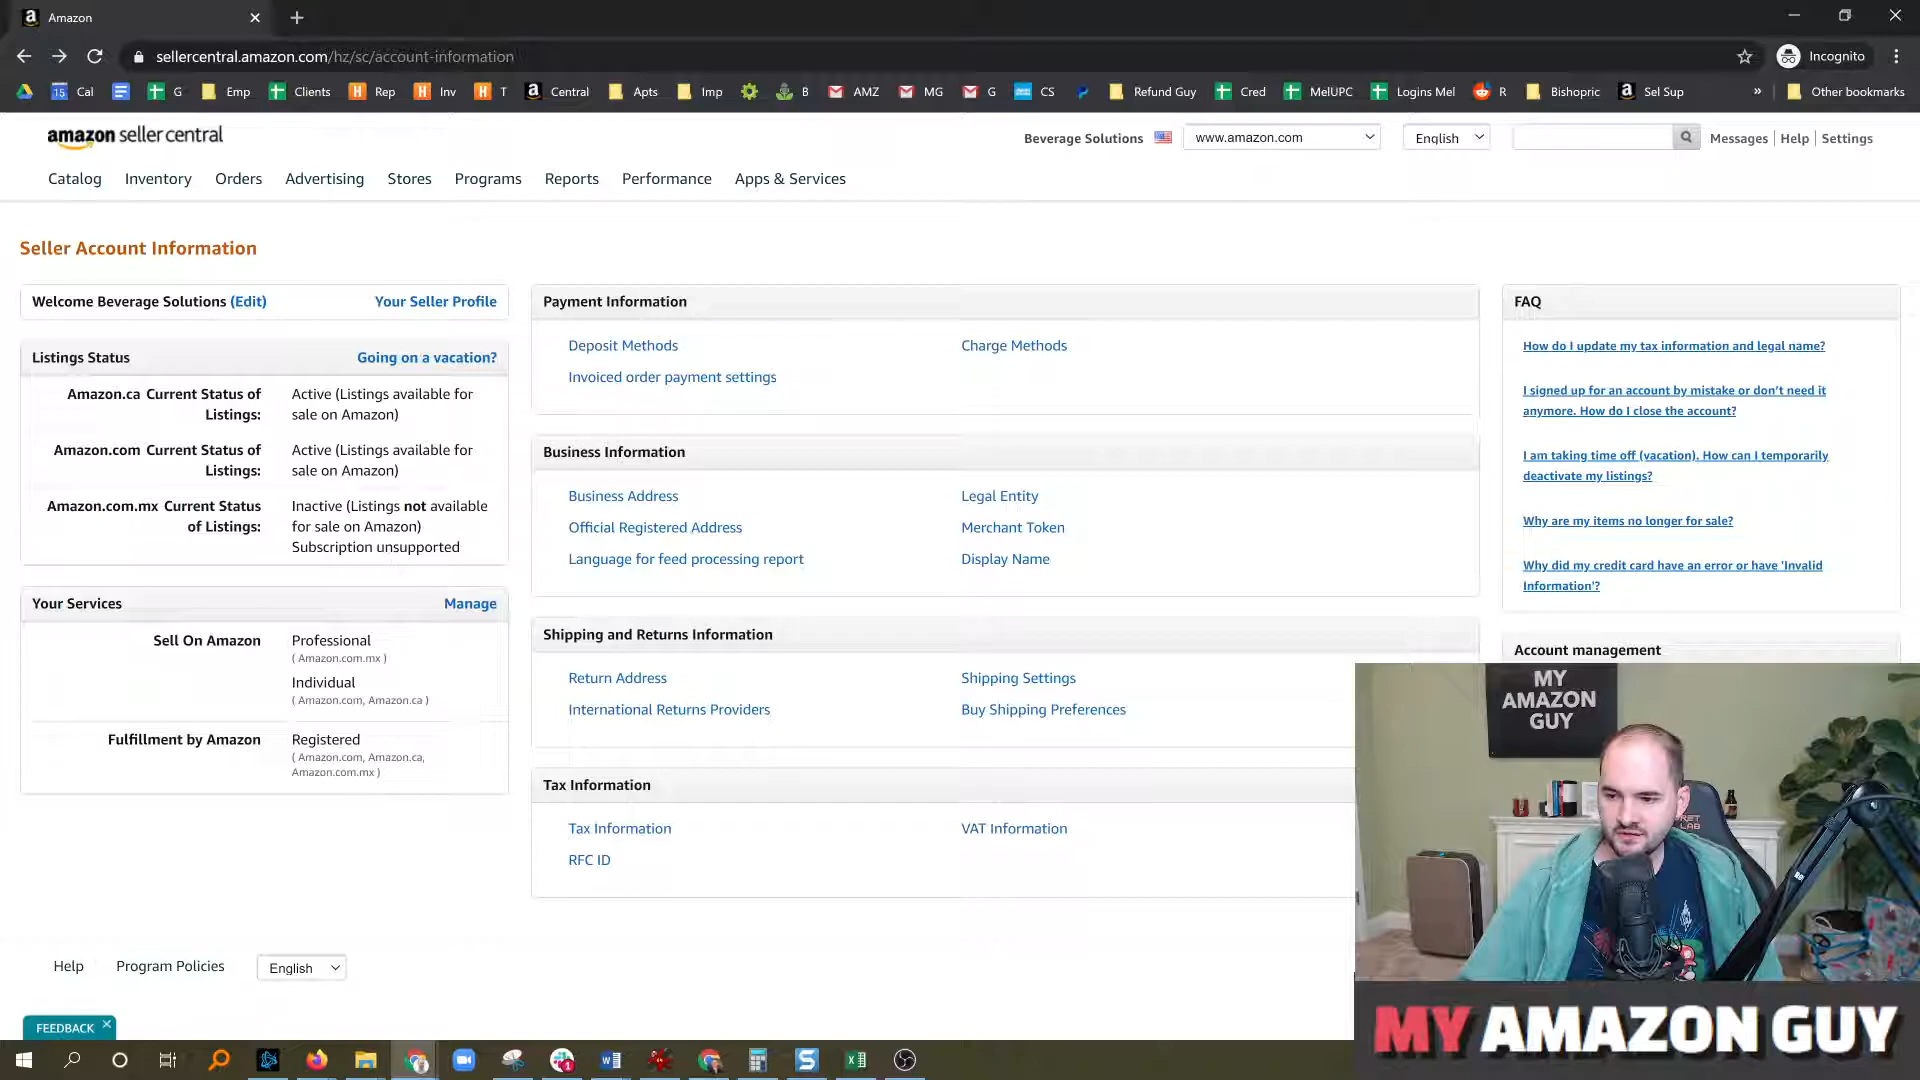 Amazon
sellercentral.amazon.com/hz/sc/account-information
Incognito
Cal
G
Emp
Clients
Rep
Inv
T
Central
Apts
Imp
B
AMZ
MG
G
CS
Refund Guy
Cred
MelUPC
Logins Mel
R
Bishopric
Sel Sup
»
Other bookmarks
amazon seller central
Beverage Solutions
www.amazon.com
English
Messages | Help | Settings
Catalog
Inventory
Orders
Advertising
Stores
Programs
Reports
Performance
Apps & Services
Seller Account Information
Welcome Beverage Solutions (Edit)
Your Seller Profile
Listings Status
Going on a vacation?
Amazon.ca Current Status of
Listings:
Active (Listings available for
sale on Amazon)
Amazon.com Current Status of
Listings:
Active (Listings available for
sale on Amazon)
Amazon.com.mx Current Status
of Listings:
Inactive (Listings not available
for sale on Amazon)
Subscription unsupported
Your Services
Manage
Sell On Amazon
Professional
( Amazon.com.mx )
Individual
( Amazon.com, Amazon.ca )
Fulfillment by Amazon
Registered
( Amazon.com, Amazon.ca,
Amazon.com.mx )
Payment Information
Deposit Methods
Charge Methods
Invoiced order payment settings
Business Information
Business Address
Legal Entity
Official Registered Address
Merchant Token
Language for feed processing report
Display Name
Shipping and Returns Information
Return Address
Shipping Settings
International Returns Providers
Buy Shipping Preferences
Tax Information
Tax Information
VAT Information
RFC ID
FAQ
How do I update my tax information and legal name?
I signed up for an account by mistake or don't need it
anymore. How do I close the account?
I am taking time off (vacation). How can I temporarily
deactivate my listings?
Why are my items no longer for sale?
Why did my credit card have an error or have 'Invalid
Information'?
Account management
MY
AMAZON
GUY
Help
Program Policies
English
FEEDBACK
MY AMAZON GUY